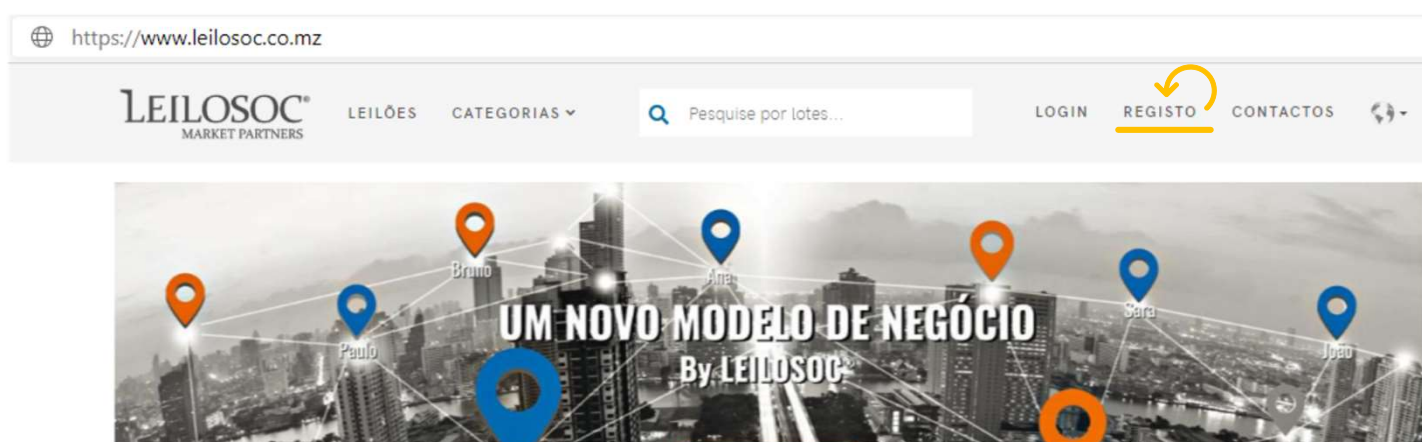 https://www.leilosoc.co.mz
LEILOSOC®
MARKET PARTNERS
LEILÕES CATEGORIAS
Pesquise por lotes...
LOGIN REGISTO CONTACTOS
Bruno
Ana
Sara
Paulo
João
UM NOVO MODELO DE NEGÓCIO
By LEILOSOC